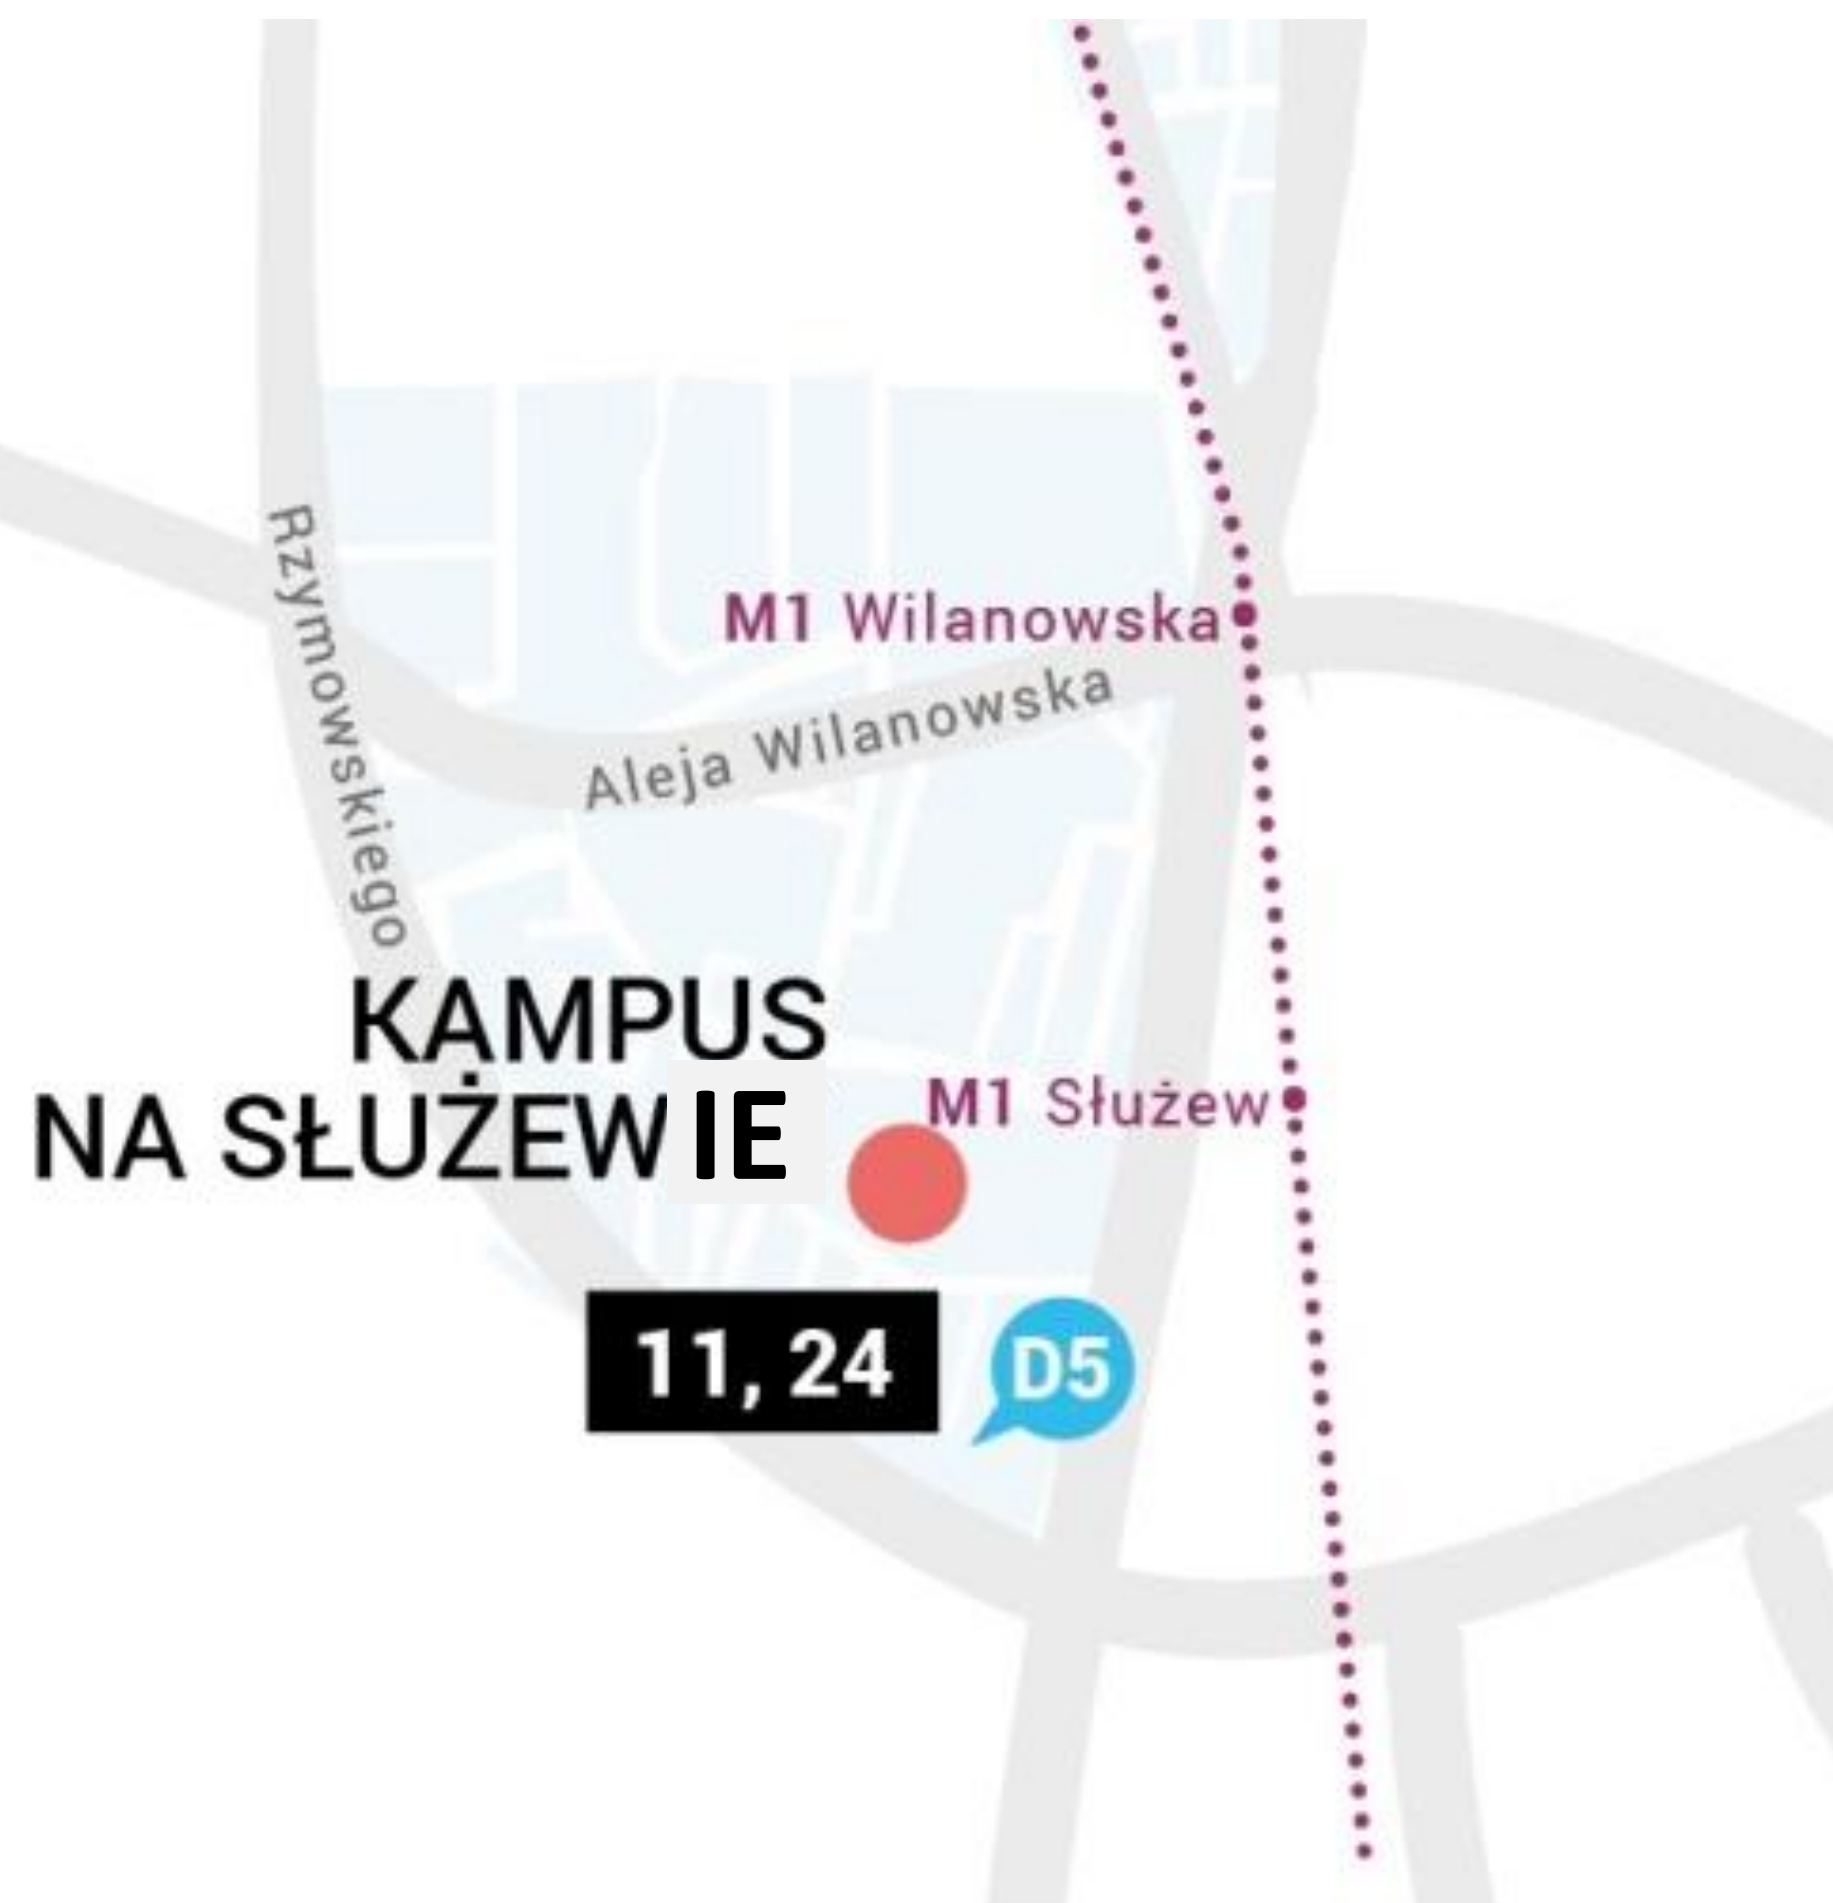 Rzymowskiego
M1 Wilanowska
Aleja Wilanowska
KAMPUS
NA SŁUŻEWIE
M1 Służew
11, 24
D5